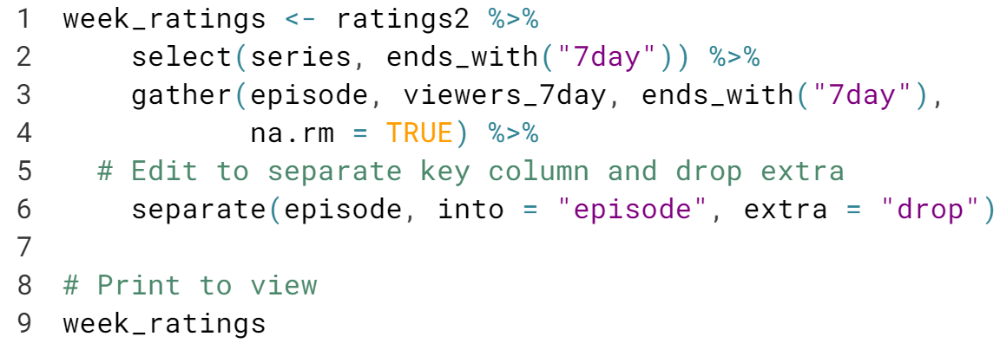 1 week_ratings <- ratings2 %>%
2     select(series, ends_with("7day")) %>%
3     gather(episode, viewers_7day, ends_with("7day"),
4            na.rm = TRUE) %>%
5   # Edit to separate key column and drop extra
6     separate(episode, into = "episode", extra = "drop")
7
8 # Print to view
9 week_ratings